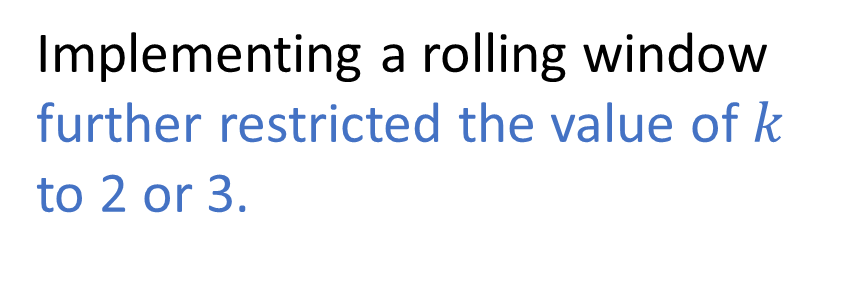 Implementing a rolling window
further restricted the value of k
to 2 or 3.